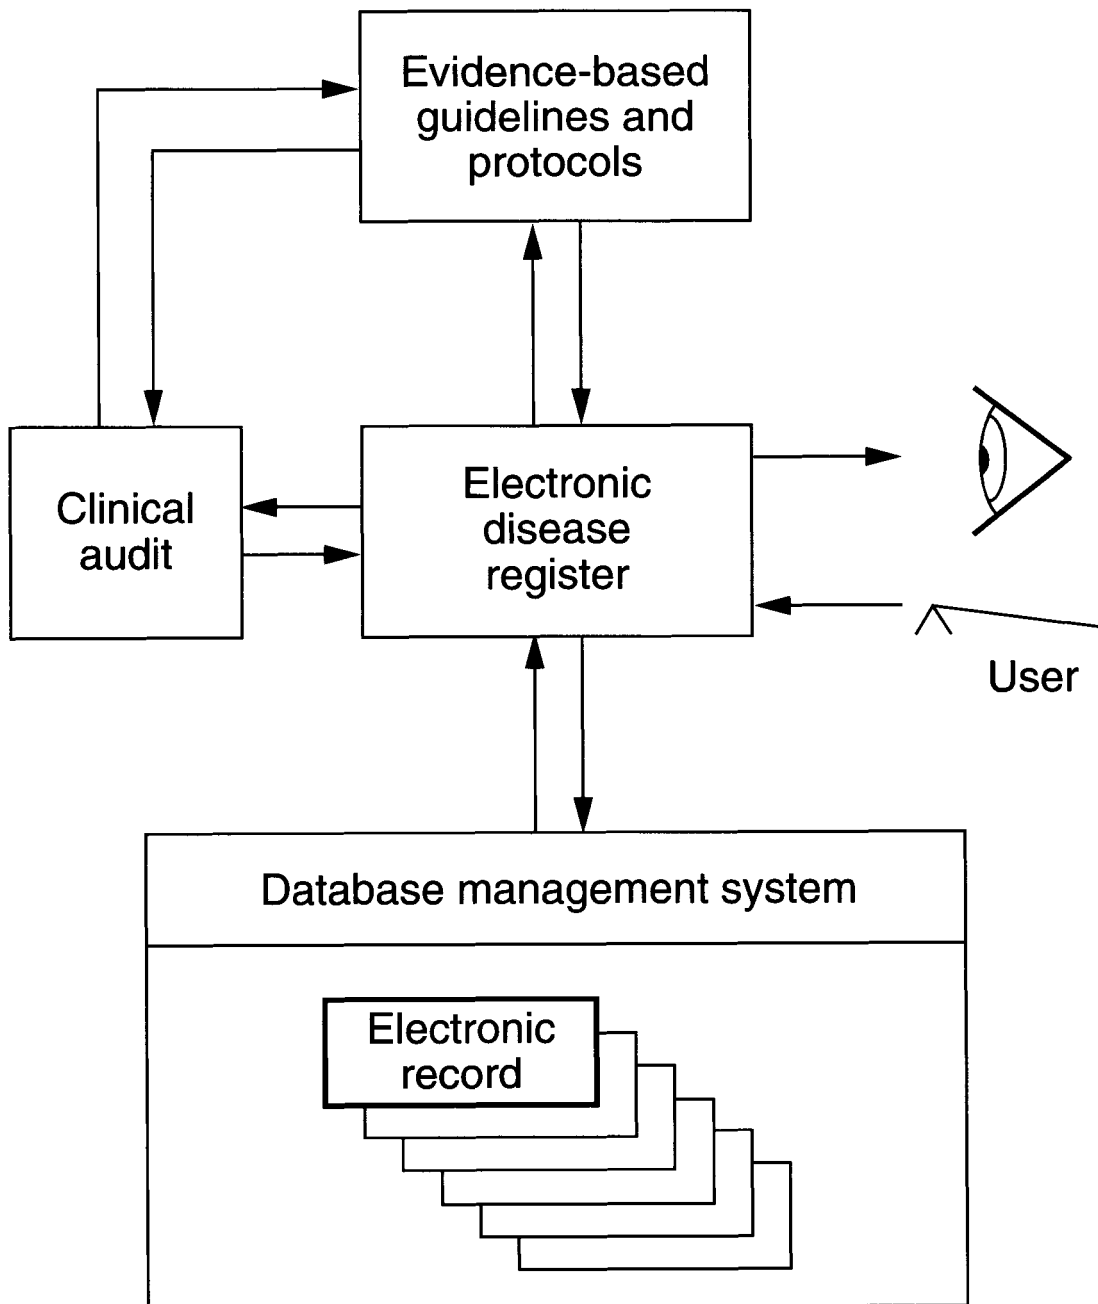 Evidence-based
guidelines and
protocols
Clinical
audit
Electronic
disease
register
User
Database management system
Electronic
record